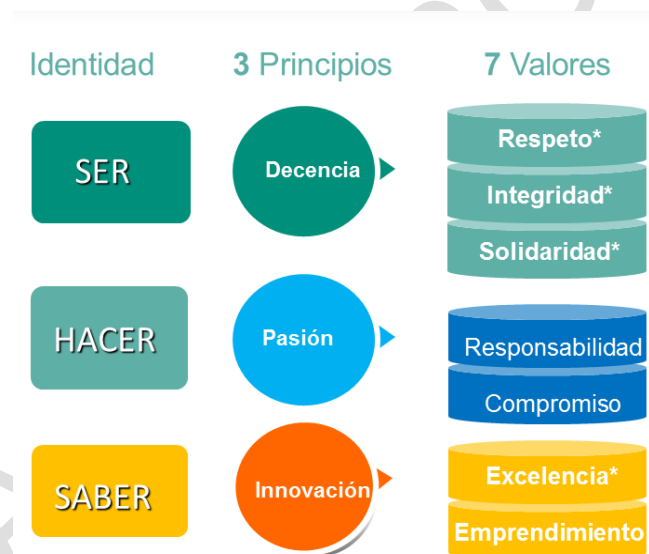 Identidad
3 Principios
7 Valores
SER
Decencia
Respeto*
Integridad*
Solidaridad*
HACER
Pasión
Responsabilidad
Compromiso
SABER
Innovación
Excelencia*
Emprendimiento